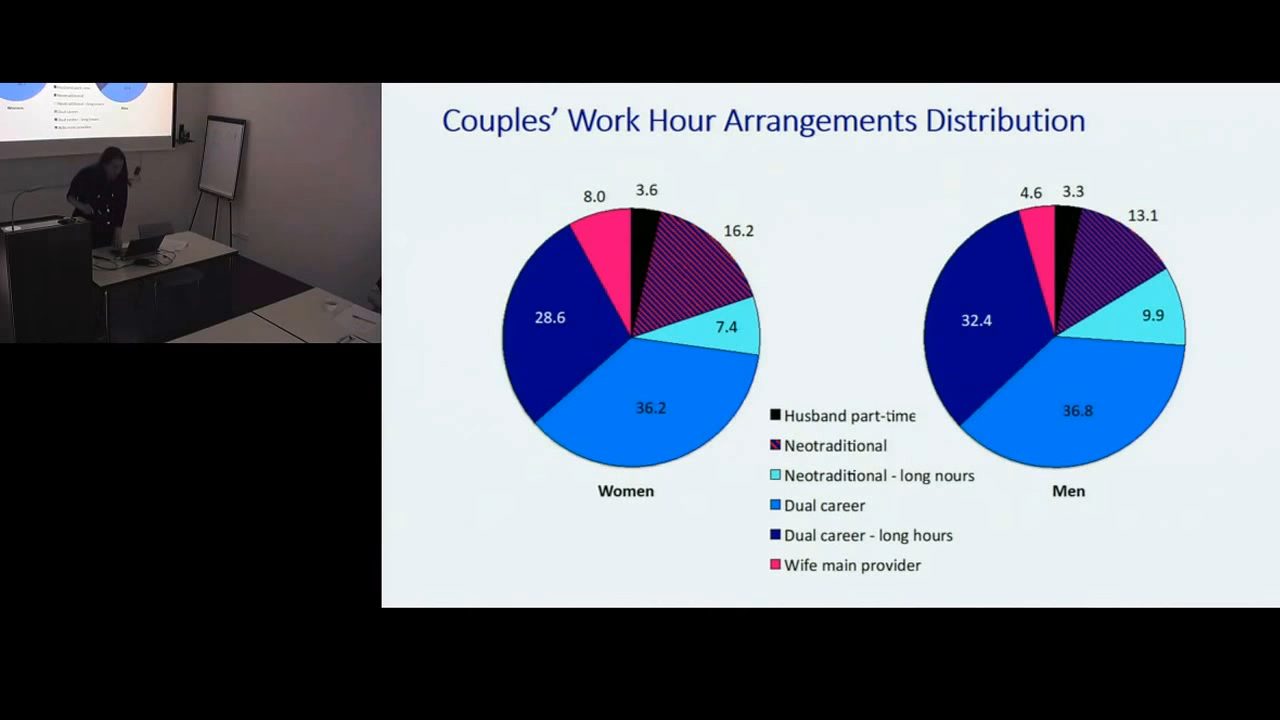 Couples' Work Hour Arrangements Distribution
8.0
3.6
16.2
28.6
7.4
36.2
Women
4.6
3.3
13.1
32.4
9.9
36.8
Men
Husband part-time
Neotraditional
Neotraditional - long nours
Dual career
Dual career - long hours
Wife main provider